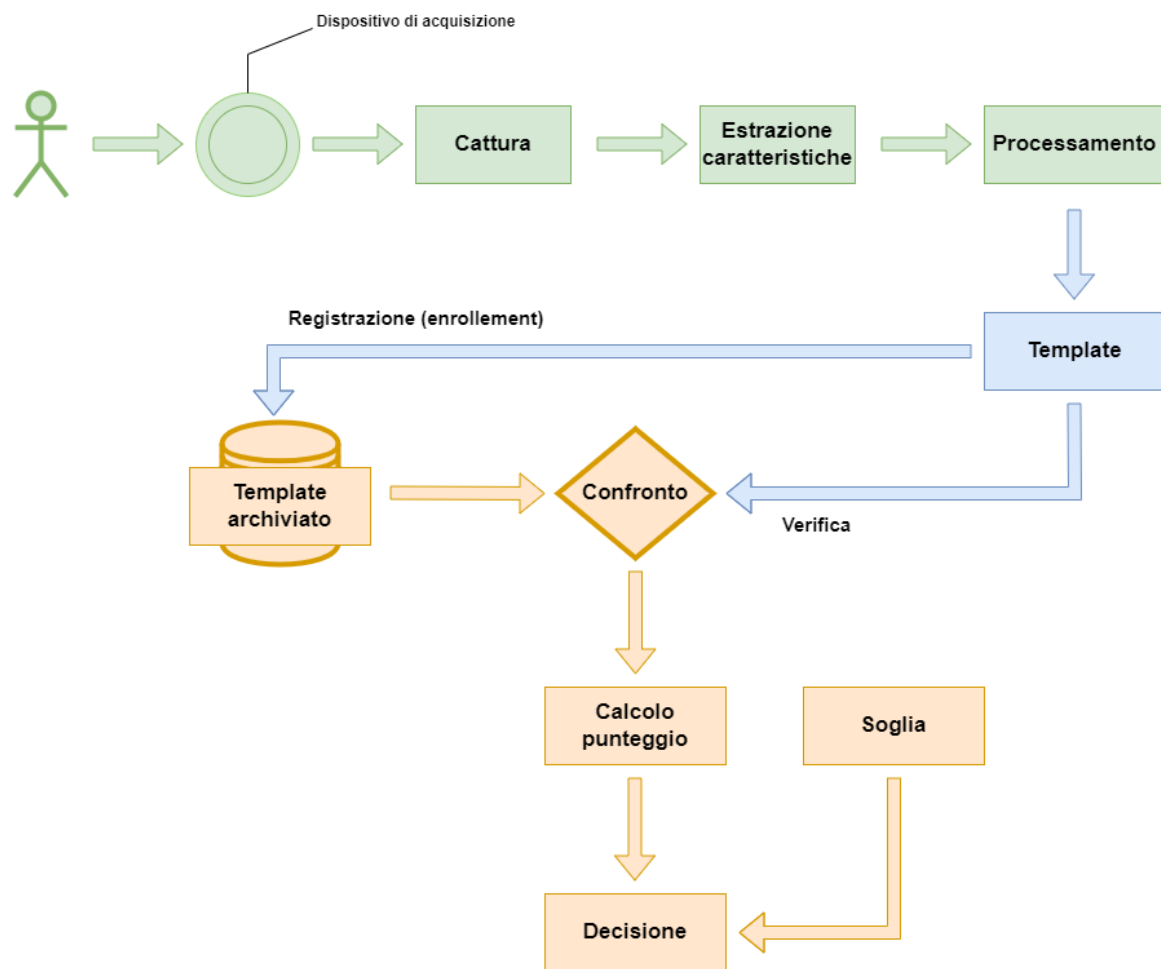 Dispositivo di acquisizione
Cattura
Estrazione
caratteristiche
Processamento
Registrazione (enrollement)
Template
Template
archiviato
Confronto
Verifica
Calcolo
punteggio
Soglia
Decisione